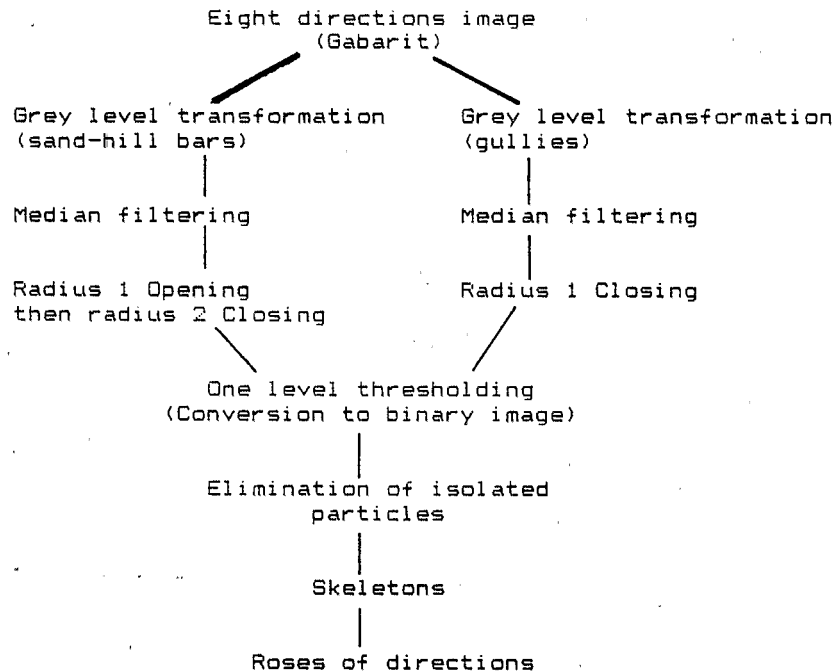 Eight directions image
(Gabarit)
Grey level transformation
(sand-hill bars)
Grey level transformation
(gullies)
Median filtering
Median filtering
Radius 1 Opening
then radius 2 Closing
Radius 1 Closing
One level thresholding
(Conversion to binary image)
Elimination of isolated
particles
Skeletons
Roses of directions